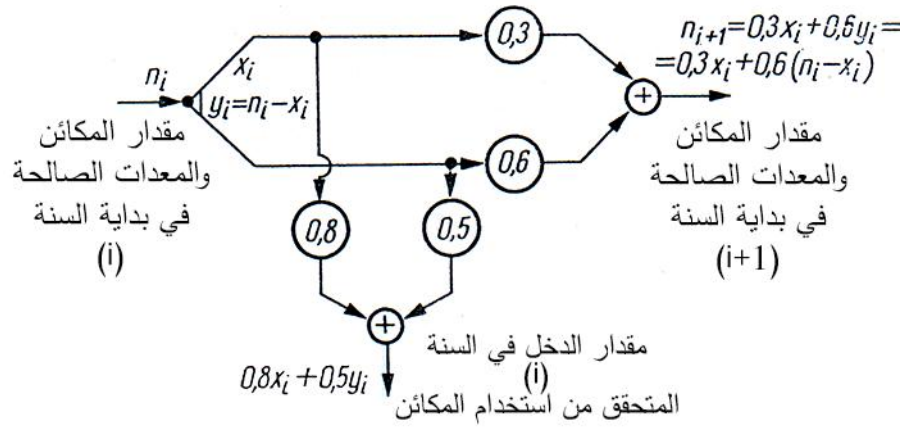 n_i
x_i
y_i=n_i-x_i
0,3
n_{i+1}=0,3x_i+0,6y_i=
=0,3x_i+0,6(n_i-x_i)
+
0,6
مقدار المكائن
والمعدات الصالحة
في بداية السنة
(i)
مقدار المكائن
والمعدات الصالحة
في بداية السنة
(i+1)
0,8
0,5
+
0,8x_i+0,5y_i
مقدار الدخل في السنة
(i)
المتحقق من استخدام المكائن